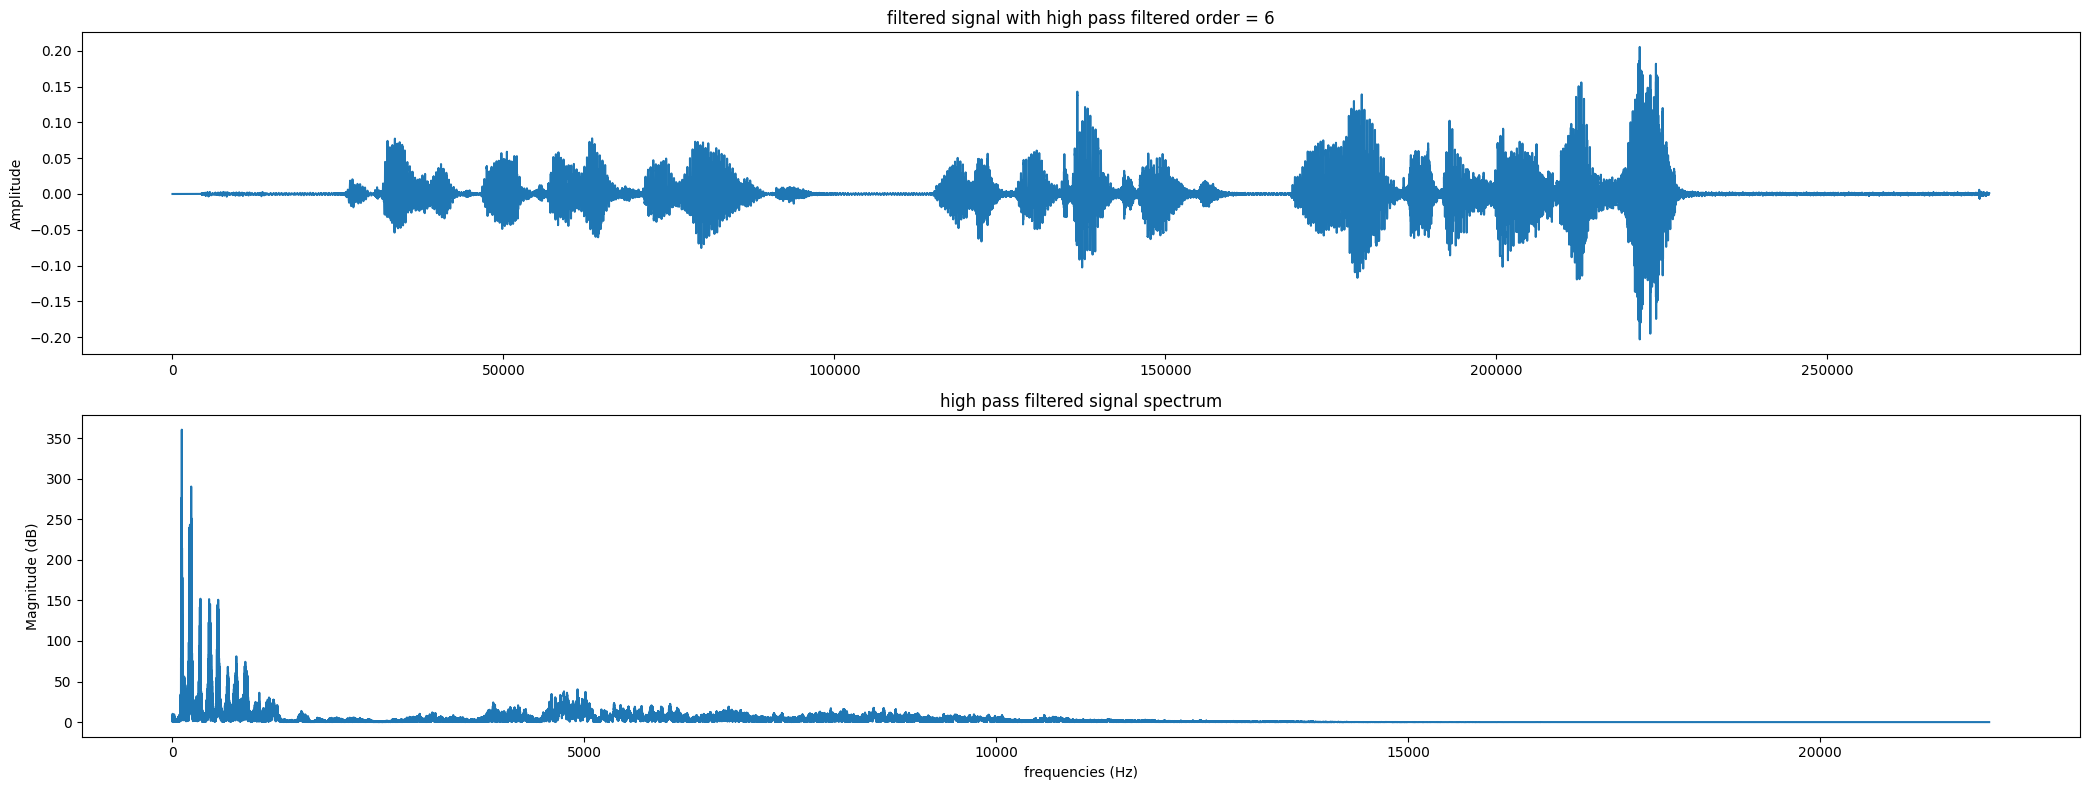 filtered signal with high pass filtered order = 6
0.20
0.15
0.10
0.05
0.00
−0.05
−0.10
−0.15
−0.20
Amplitude
0 50000 100000 150000 200000 250000
high pass filtered signal spectrum
350
300
250
200
150
100
50
0
Magnitude (dB)
0 5000 10000 15000 20000
frequencies (Hz)